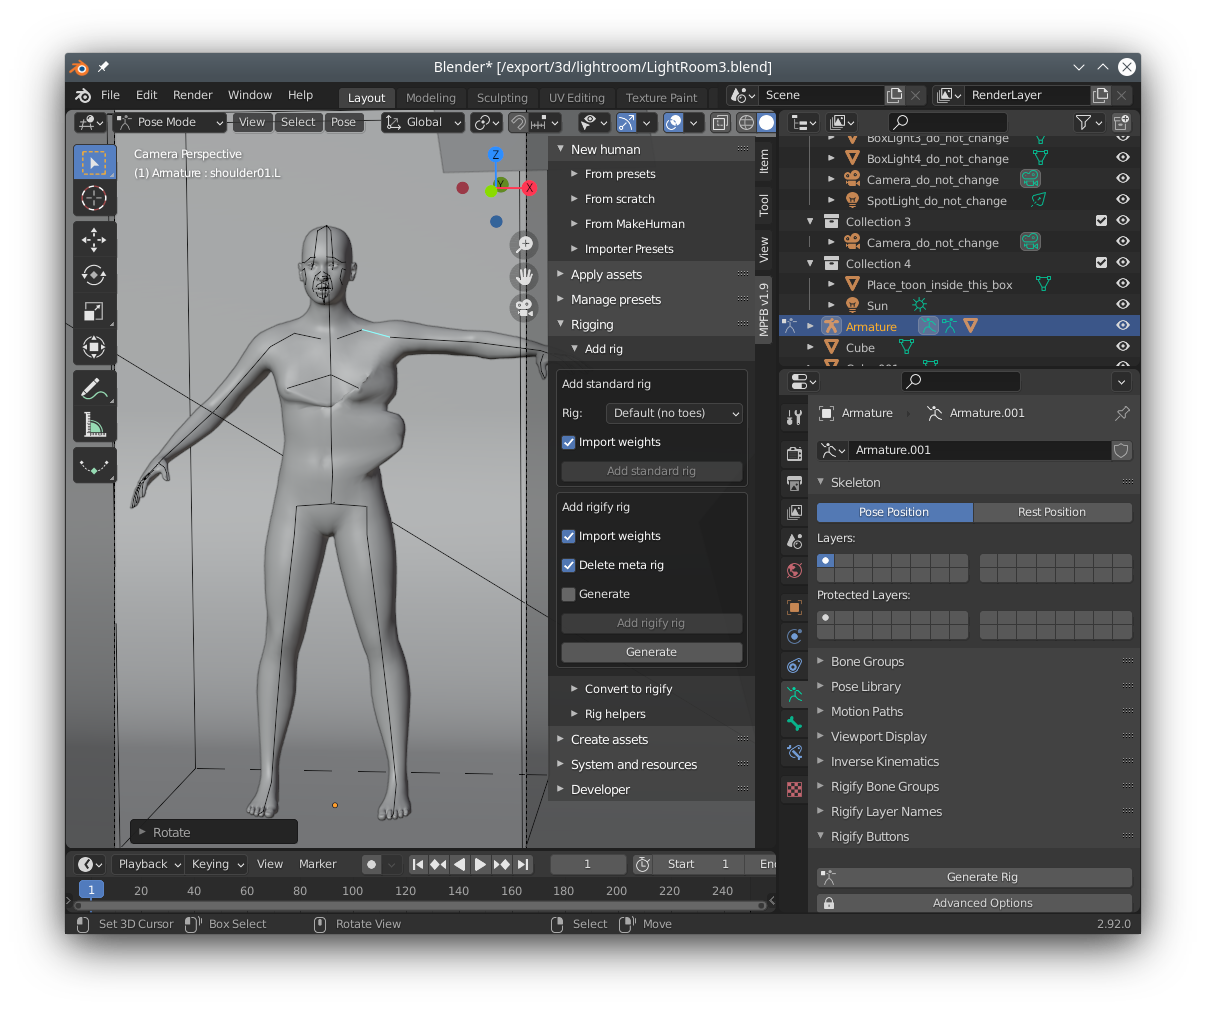 Blender* [/export/3d/lightroom/LightRoom3.blend]
File Edit Render Window Help Layout Modeling Sculpting UV Editing Texture Paint Scene RenderLayer
Pose Mode View Select Pose Global
Camera Perspective
(1) Armature : shoulder01.L
Z
Y
X
New human
From presets
From scratch
From MakeHuman
Importer Presets
Apply assets
Manage presets
Rigging
Add rig
Add standard rig
Rig: Default (no toes)
Import weights
Add standard rig
Add rigify rig
Import weights
Delete meta rig
Generate
Add rigify rig
Generate
Convert to rigify
Rig helpers
Create assets
System and resources
Developer
Item
Tool
View
MPFB v1.9
Rotate
BoxLight3_do_not_change
BoxLight4_do_not_change
Camera_do_not_change
SpotLight_do_not_change
Collection 3
Camera_do_not_change
Collection 4
Place_toon_inside_this_box
Sun
Armature
Cube
Armature Armature.001
Armature.001
Skeleton
Pose Position Rest Position
Layers:
Protected Layers:
Bone Groups
Pose Library
Motion Paths
Viewport Display
Inverse Kinematics
Rigify Bone Groups
Rigify Layer Names
Rigify Buttons
Generate Rig
Advanced Options
Playback Keying View Marker 1 Start 1 En
1 20 40 60 80 100 120 140 160 180 200 220 240
Set 3D Cursor Box Select Rotate View Select Move 2.92.0